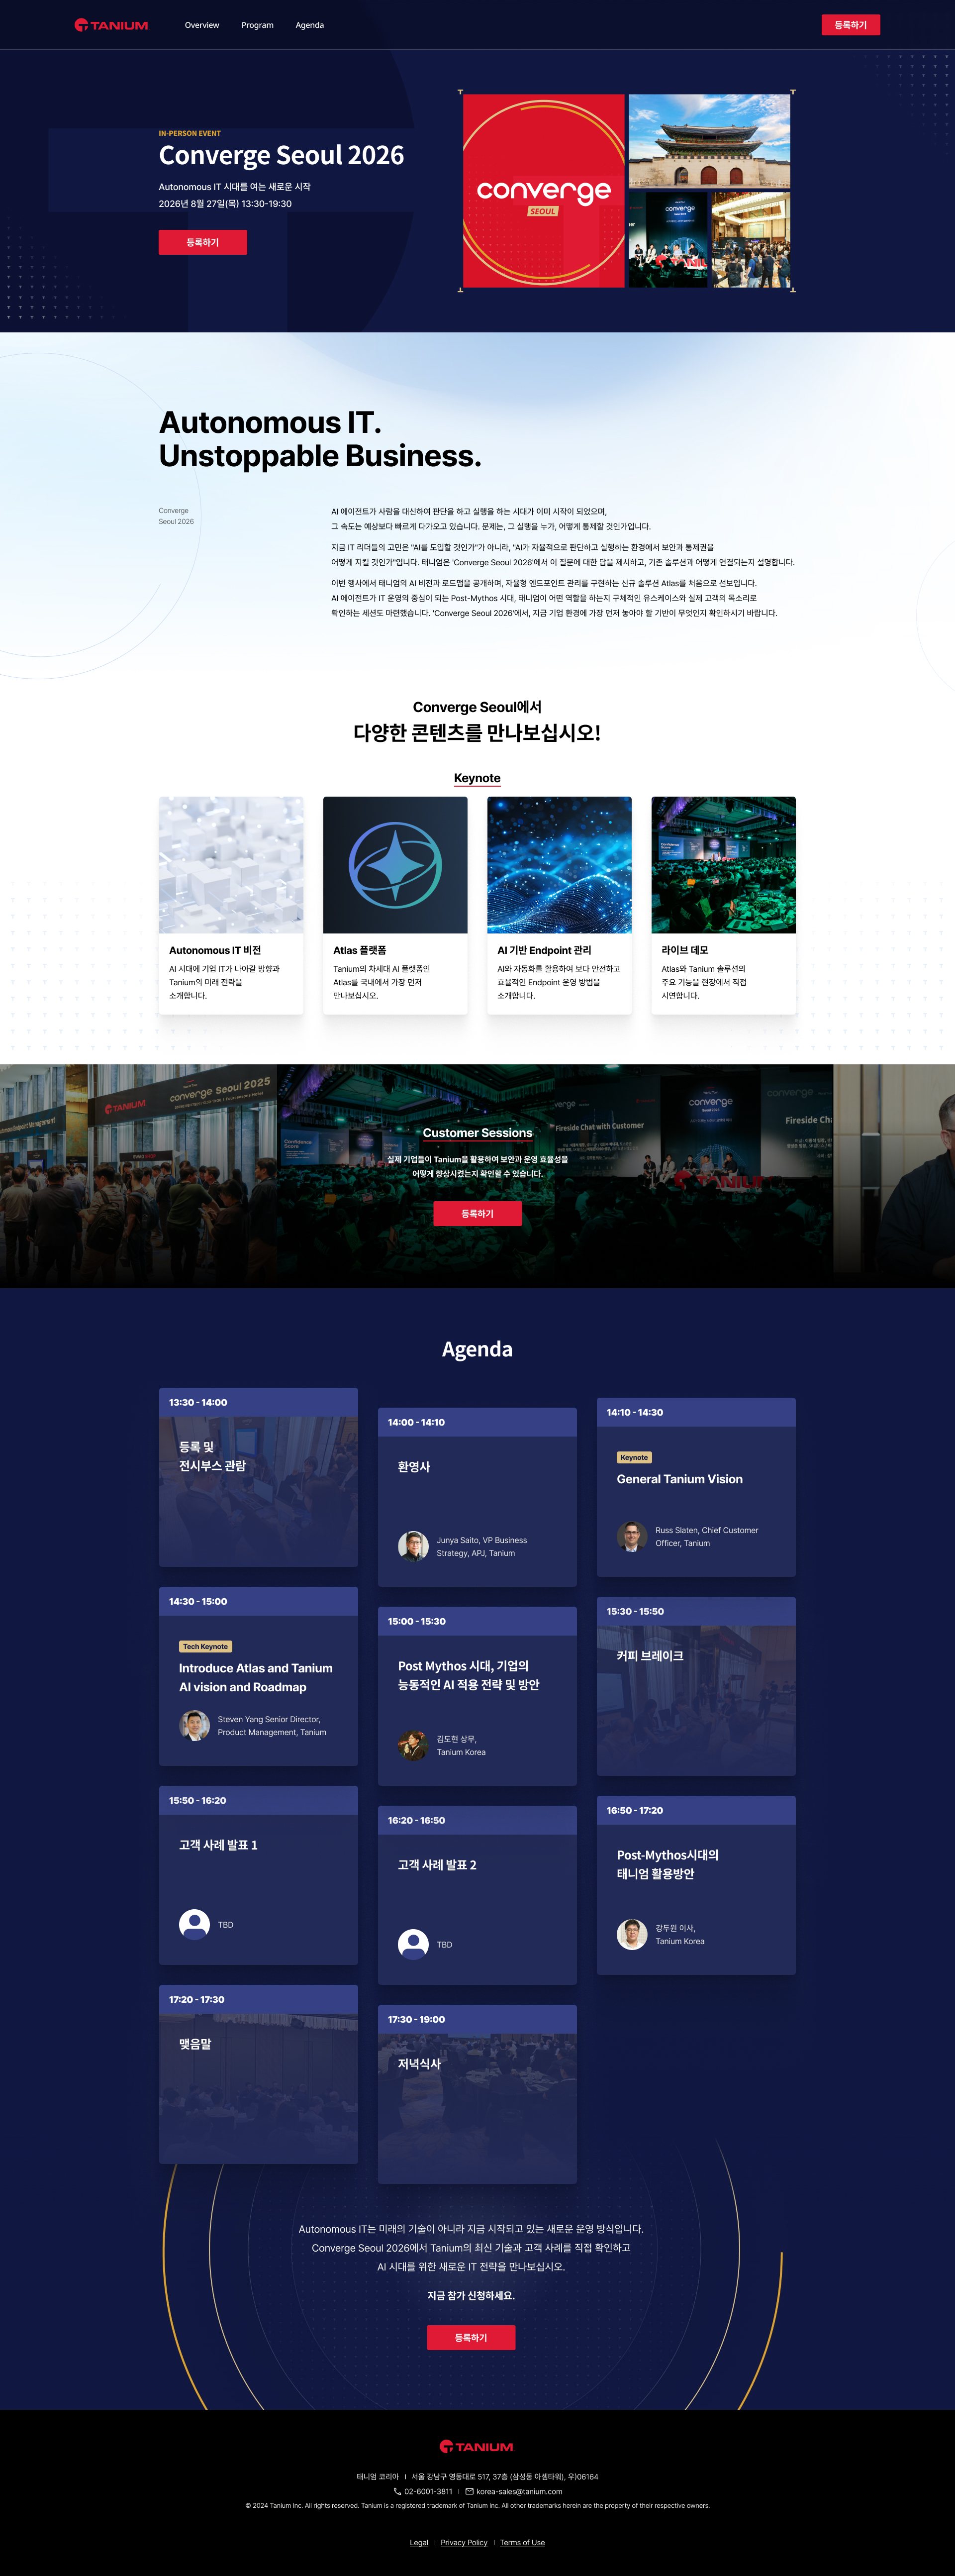 TANIUM
Overview
Program
Agenda
등록하기
IN-PERSON EVENT
Converge Seoul 2026
Autonomous IT 시대를 여는 새로운 시작
2026년 8월 27일(목) 13:30-19:30
등록하기
converge
SEOUL
converge
Autonomous IT.
Unstoppable Business.
Converge
Seoul 2026
AI 에이전트가 사람을 대신하여 판단을 하고 실행을 하는 시대가 이미 시작이 되었으며,
그 속도는 예상보다 빠르게 다가오고 있습니다. 문제는, 그 실행을 누가, 어떻게 통제할 것인가입니다.
지금 IT 리더들의 고민은 "AI를 도입할 것인가"가 아니라, "AI가 자율적으로 판단하고 실행하는 환경에서 보안과 통제권을
어떻게 지킬 것인가"입니다. 태니엄은 'Converge Seoul 2026'에서 이 질문에 대한 답을 제시하고, 기존 솔루션과 어떻게 연결되는지 설명합니다.
이번 행사에서 태니엄의 AI 비전과 로드맵을 공개하며, 자율형 엔드포인트 관리를 구현하는 신규 솔루션 Atlas를 처음으로 선보입니다.
AI 에이전트가 IT 운영의 중심이 되는 Post-Mythos 시대, 태니엄이 어떤 역할을 하는지 구체적인 유스케이스와 실제 고객의 목소리로
확인하는 세션도 마련했습니다. 'Converge Seoul 2026'에서, 지금 기업 환경에 가장 먼저 놓아야 할 기반이 무엇인지 확인하시기 바랍니다.
Converge Seoul에서
다양한 콘텐츠를 만나보십시오!
Keynote
Autonomous IT 비전
AI 시대에 기업 IT가 나아갈 방향과
Tanium의 미래 전략을
소개합니다.
Atlas 플랫폼
Tanium의 차세대 AI 플랫폼인
Atlas를 국내에서 가장 먼저
만나보십시오.
AI 기반 Endpoint 관리
AI와 자동화를 활용하여 보다 안전하고
효율적인 Endpoint 운영 방법을
소개합니다.
라이브 데모
Atlas와 Tanium 솔루션의
주요 기능을 현장에서 직접
시연합니다.
TANIUM
converge Seoul 2025
Confidence Score
converge
Fireside Chat with Customer
converge
Fireside Cha
TANIUM
Customer Sessions
실제 기업들이 Tanium을 활용하여 보안과 운영 효율성을
어떻게 향상시켰는지 확인할 수 있습니다.
등록하기
Agenda
13:30 - 14:00
등록 및
전시부스 관람
14:00 - 14:10
환영사
Junya Saito, VP Business
Strategy, APJ, Tanium
14:10 - 14:30
Keynote
General Tanium Vision
Russ Slaten, Chief Customer
Officer, Tanium
14:30 - 15:00
Tech Keynote
Introduce Atlas and Tanium
AI vision and Roadmap
Steven Yang Senior Director,
Product Management, Tanium
15:00 - 15:30
Post Mythos 시대, 기업의
능동적인 AI 적용 전략 및 방안
김도현 상무,
Tanium Korea
15:30 - 15:50
커피 브레이크
15:50 - 16:20
고객 사례 발표 1
TBD
16:20 - 16:50
고객 사례 발표 2
TBD
16:50 - 17:20
Post-Mythos시대의
태니엄 활용방안
강두원 이사,
Tanium Korea
17:20 - 17:30
맺음말
17:30 - 19:00
저녁식사
Autonomous IT는 미래의 기술이 아니라 지금 시작되고 있는 새로운 운영 방식입니다.
Converge Seoul 2026에서 Tanium의 최신 기술과 고객 사례를 직접 확인하고
AI 시대를 위한 새로운 IT 전략을 만나보십시오.
지금 참가 신청하세요.
등록하기
TANIUM
태니엄 코리아 | 서울 강남구 영동대로 517, 37층 (삼성동 아셈타워), 우)06164
02-6001-3811 | korea-sales@tanium.com
© 2024 Tanium Inc. All rights reserved. Tanium is a registered trademark of Tanium Inc. All other trademarks herein are the property of their respective owners.
Legal | Privacy Policy | Terms of Use